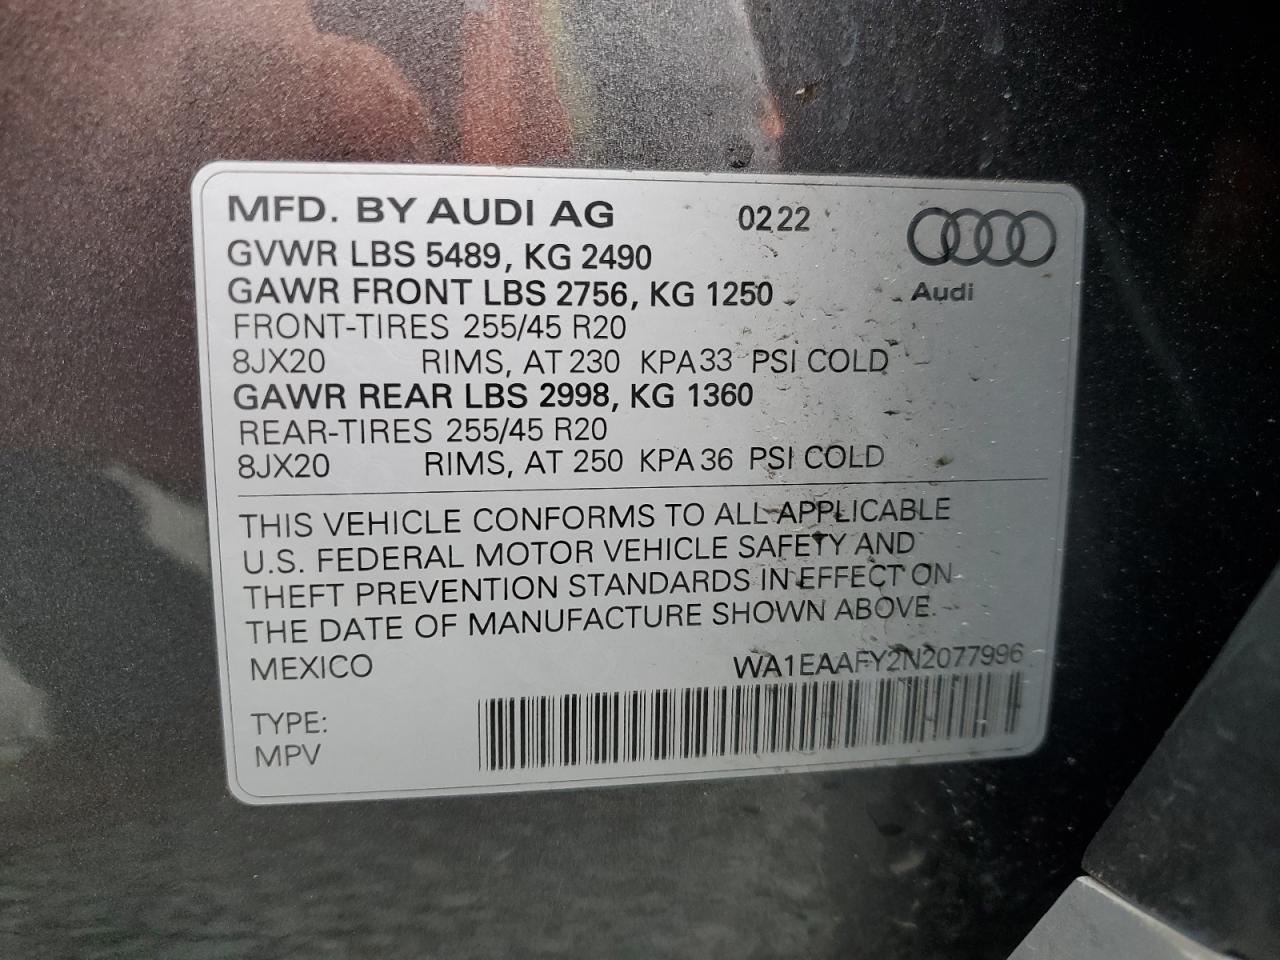 MFD. BY AUDI AG 02 22
GVWR LBS 5489, KG 2490
GAWR FRONT LBS 2756, KG 1250
Audi
FRONT-TIRES 255/45 R20
8JX20 RIMS, AT 230 KPA 33 PSI COLD
GAWR REAR LBS 2998, KG 1360
REAR-TIRES 255/45 R20
8JX20 RIMS, AT 250 KPA 36 PSI COLD
THIS VEHICLE CONFORMS TO ALL APPLICABLE
U.S. FEDERAL MOTOR VEHICLE SAFETY AND
THEFT PREVENTION STANDARDS IN EFFECT ON
THE DATE OF MANUFACTURE SHOWN ABOVE.
MEXICO WA1EAAFY2N2077996
TYPE:
MPV